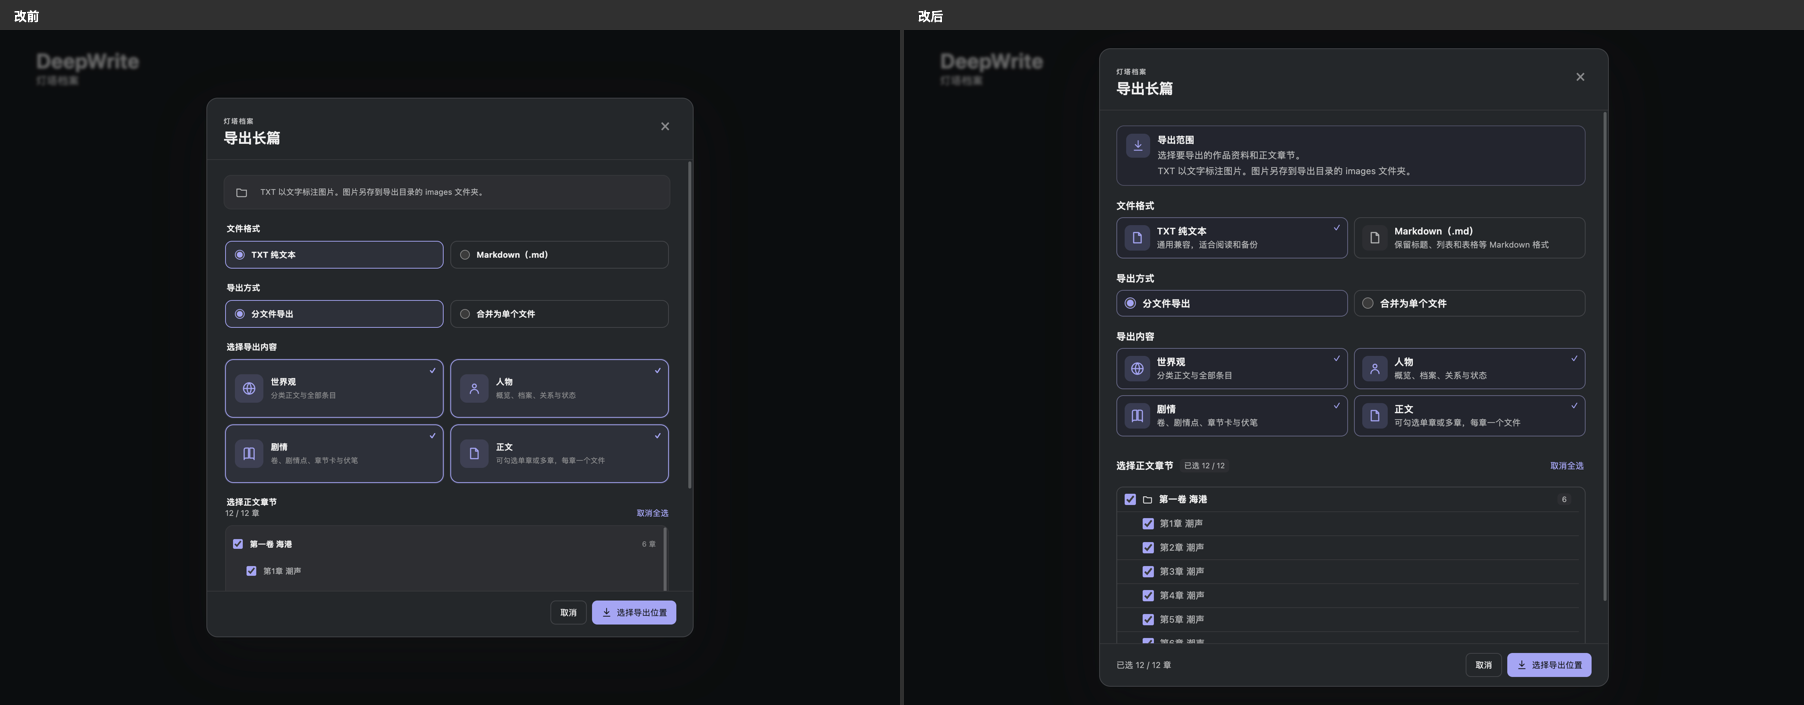 改前
DeepWrite
灯塔档案
灯塔档案
导出长篇
TXT 以文字标注图片。图片另存到导出目录的 images 文件夹。
文件格式
TXT 纯文本
Markdown（.md）
导出方式
分文件导出
合并为单个文件
选择导出内容
世界观
分类正文与全部条目
人物
概览、档案、关系与状态
剧情
卷、剧情点、章节卡与伏笔
正文
可勾选单章或多章，每章一个文件
选择正文章节
12 / 12 章
取消全选
第一卷 海港
6 章
第1章 潮声
取消
选择导出位置
改后
DeepWrite
灯塔档案
灯塔档案
导出长篇
导出范围
选择要导出的作品资料和正文章节。
TXT 以文字标注图片。图片另存到导出目录的 images 文件夹。
文件格式
TXT 纯文本
通用兼容，适合阅读和备份
Markdown（.md）
保留标题、列表和表格等 Markdown 格式
导出方式
分文件导出
合并为单个文件
导出内容
世界观
分类正文与全部条目
人物
概览、档案、关系与状态
剧情
卷、剧情点、章节卡与伏笔
正文
可勾选单章或多章，每章一个文件
选择正文章节
已选 12 / 12
取消全选
第一卷 海港
6
第1章 潮声
第2章 潮声
第3章 潮声
第4章 潮声
第5章 潮声
第6章 潮声
已选 12 / 12 章
取消
选择导出位置